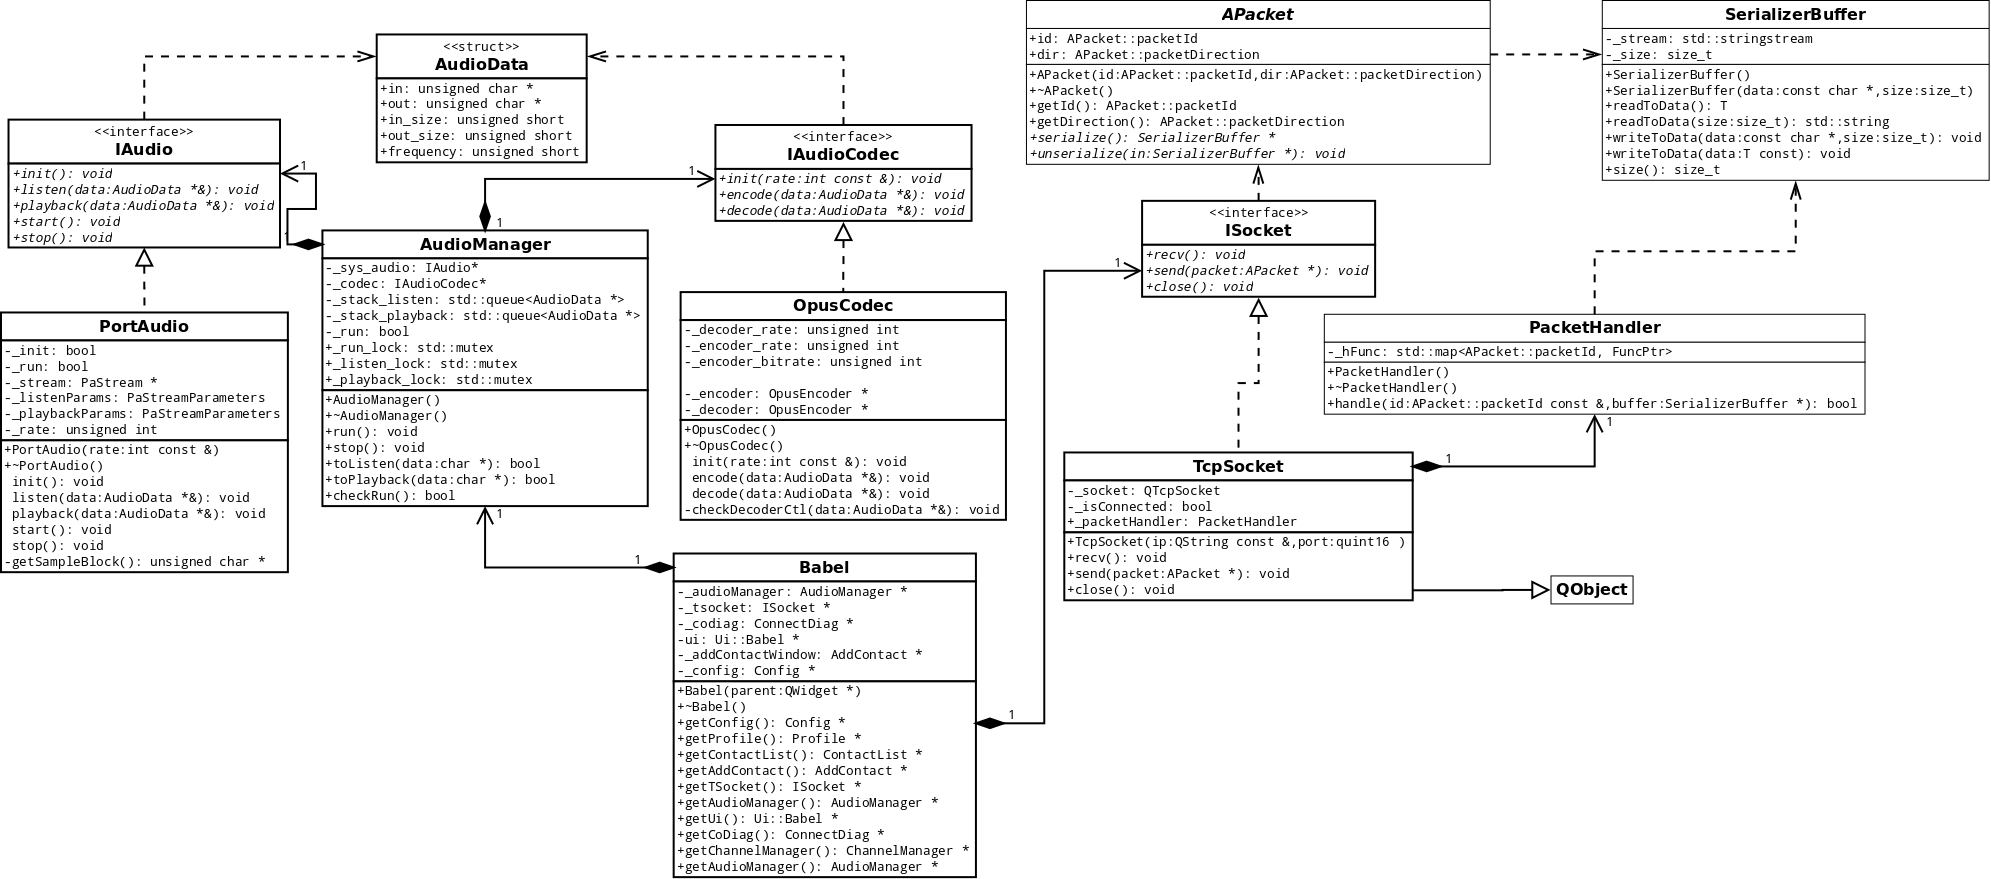 <<struct>>
AudioData
+in: unsigned char *
+out: unsigned char *
+in_size: unsigned short
+out_size: unsigned short
+frequency: unsigned short
<<interface>>
IAudio
+init(): void
+listen(data:AudioData *&): void
+playback(data:AudioData *&): void
+start(): void
+stop(): void
1
<<interface>>
IAudioCodec
+init(rate:int const &): void
+encode(data:AudioData *&): void
+decode(data:AudioData *&): void
1
1
APacket
+id: APacket::packetId
+dir: APacket::packetDirection
+APacket(id:APacket::packetId,dir:APacket::packetDirection)
+~APacket()
+getId(): APacket::packetId
+getDirection(): APacket::packetDirection
+serialize(): SerializerBuffer *
+unserialize(in:SerializerBuffer *): void
SerializerBuffer
-_stream: std::stringstream
-_size: size_t
+SerializerBuffer()
+SerializerBuffer(data:const char *,size:size_t)
+readToData(): T
+readToData(size:size_t): std::string
+writeToData(data:const char *,size:size_t): void
+writeToData(data:T const): void
+size(): size_t
<<interface>>
ISocket
+recv(): void
+send(packet:APacket *): void
+close(): void
1
AudioManager
-_sys_audio: IAudio*
-_codec: IAudioCodec*
-_stack_listen: std::queue<AudioData *>
-_stack_playback: std::queue<AudioData *>
-_run: bool
+_run_lock: std::mutex
+_listen_lock: std::mutex
+_playback_lock: std::mutex
+AudioManager()
+~AudioManager()
+run(): void
+stop(): void
+toListen(data:char *): bool
+toPlayback(data:char *): bool
+checkRun(): bool
1
PortAudio
-_init: bool
-_run: bool
-_stream: PaStream *
-_listenParams: PaStreamParameters
-_playbackParams: PaStreamParameters
-_rate: unsigned int
+PortAudio(rate:int const &)
+~PortAudio()
init(): void
listen(data:AudioData *&): void
playback(data:AudioData *&): void
start(): void
stop(): void
-getSampleBlock(): unsigned char *
OpusCodec
-_decoder_rate: unsigned int
-_encoder_rate: unsigned int
-_encoder_bitrate: unsigned int
-_encoder: OpusEncoder *
-_decoder: OpusEncoder *
+OpusCodec()
+~OpusCodec()
init(rate:int const &): void
encode(data:AudioData *&): void
decode(data:AudioData *&): void
-checkDecoderCtl(data:AudioData *&): void
PacketHandler
-_hFunc: std::map<APacket::packetId, FuncPtr>
+PacketHandler()
+~PacketHandler()
+handle(id:APacket::packetId const &,buffer:SerializerBuffer *): bool
1
1
TcpSocket
-_socket: QTcpSocket
-_isConnected: bool
+_packetHandler: PacketHandler
+TcpSocket(ip:QString const &,port:quint16 )
+recv(): void
+send(packet:APacket *): void
+close(): void
QObject
1
Babel
-_audioManager: AudioManager *
-_tsocket: ISocket *
-_codiag: ConnectDiag *
-ui: Ui::Babel *
-_addContactWindow: AddContact *
-_config: Config *
+Babel(parent:QWidget *)
+~Babel()
+getConfig(): Config *
+getProfile(): Profile *
+getContactList(): ContactList *
+getAddContact(): AddContact *
+getTSocket(): ISocket *
+getAudioManager(): AudioManager *
+getUi(): Ui::Babel *
+getCoDiag(): ConnectDiag *
+getChannelManager(): ChannelManager *
+getAudioManager(): AudioManager *
1